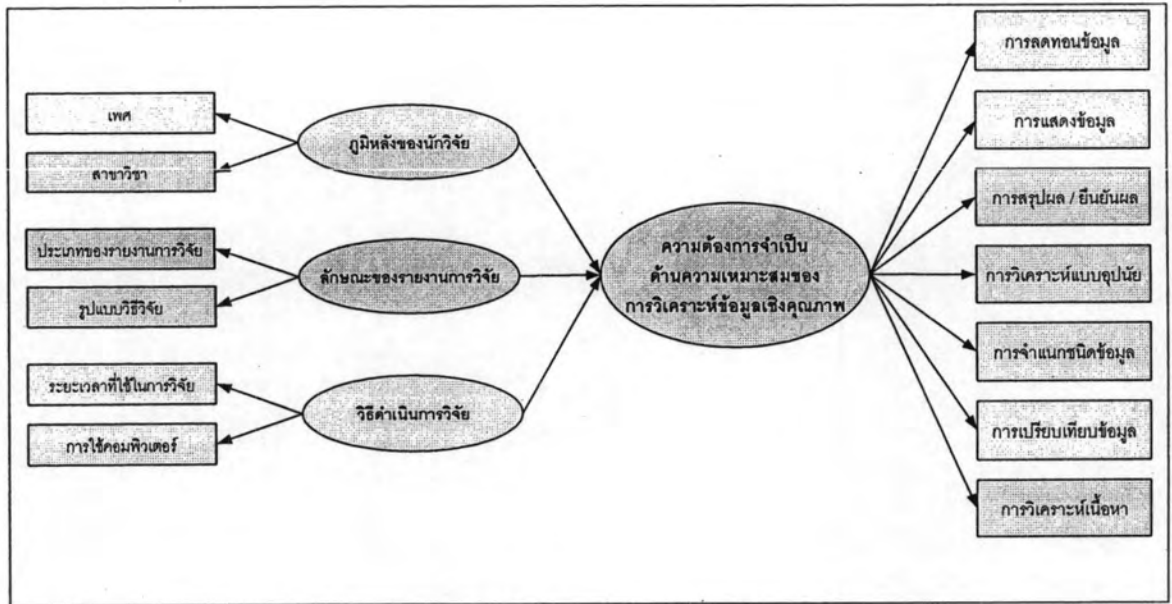 เพศ
สาขาวิชา
ประเภทของรายงานการวิจัย
รูปแบบวิธีวิจัย
ระยะเวลาที่ใช้ในการวิจัย
การใช้คอมพิวเตอร์
ภูมิหลังของนักวิจัย
ลักษณะของรายงานการวิจัย
วิธีดำเนินการวิจัย
ความต้องการจำเป็น
ด้านความเหมาะสมของ
การวิเคราะห์ข้อมูลเชิงคุณภาพ
การลดทอนข้อมูล
การแสดงข้อมูล
การสรุปผล / ยืนยันผล
การวิเคราะห์แบบอุปนัย
การจำแนกชนิดข้อมูล
การเปรียบเทียบข้อมูล
การวิเคราะห์เนื้อหา